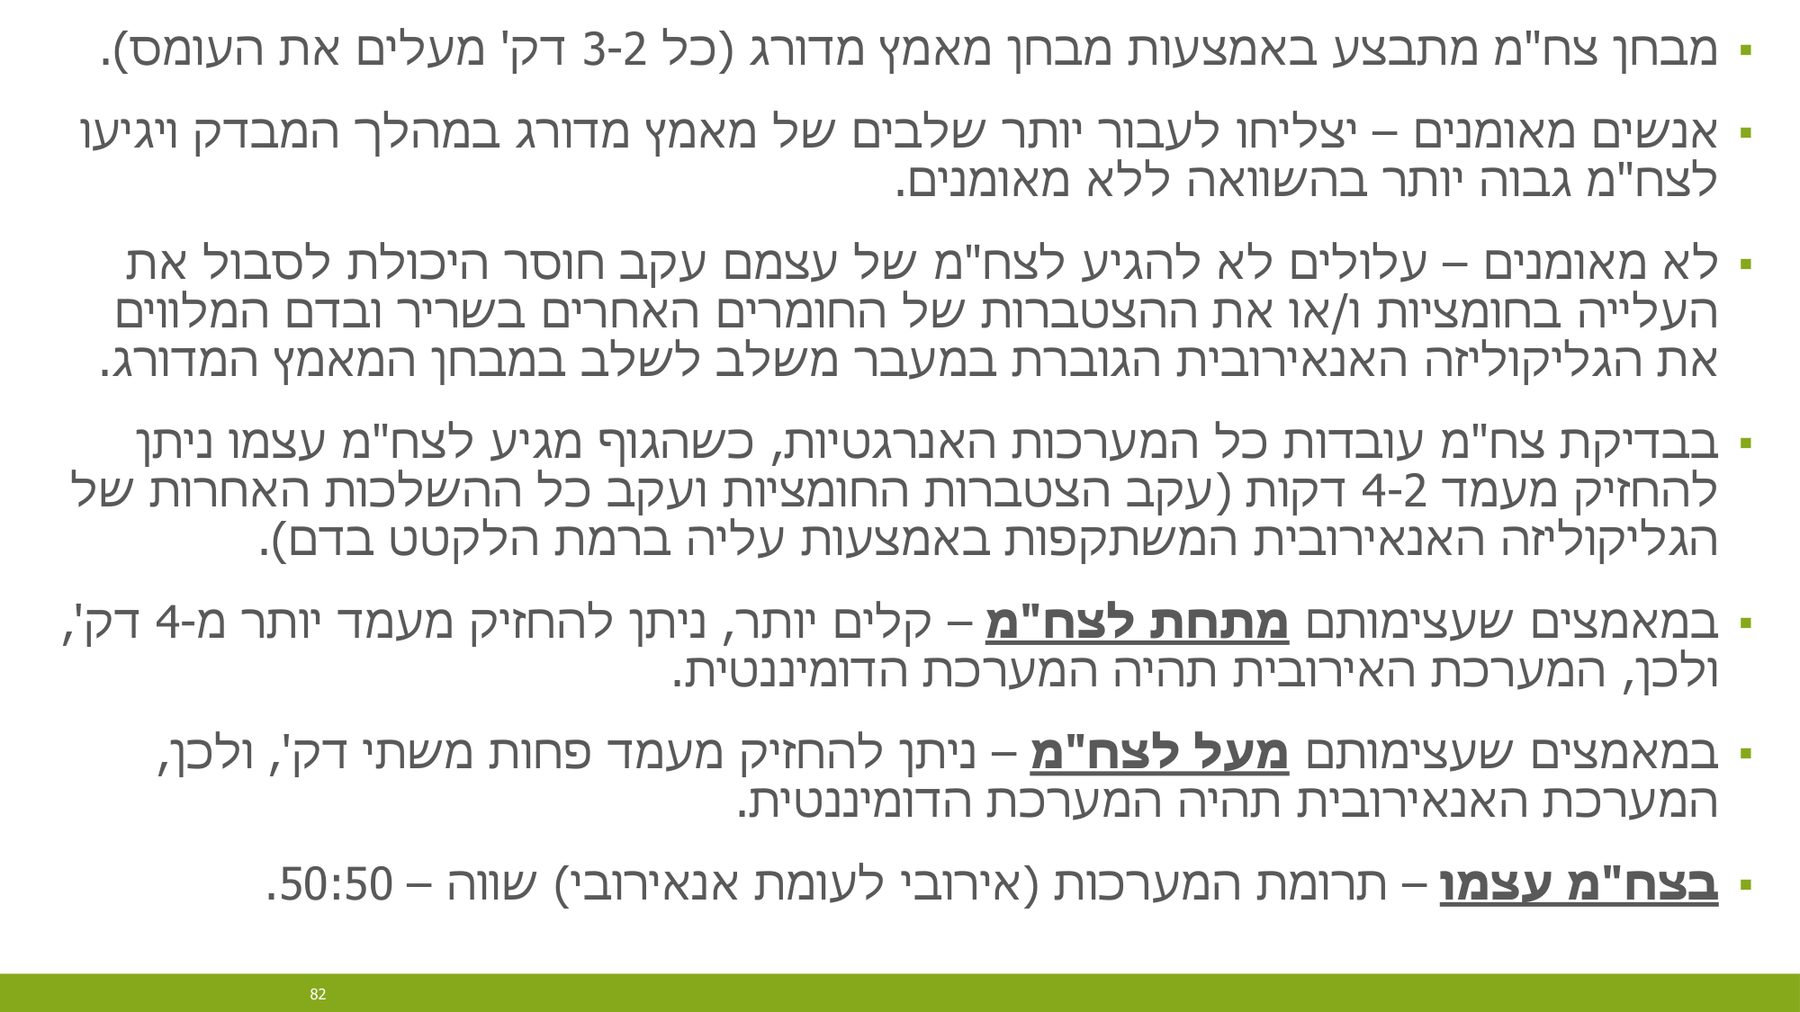 ▪ מבחן צח"מ מתבצע באמצעות מבחן מאמץ מדורג (כל 3-2 דק' מעלים את העומס).
▪ אנשים מאומנים – יצליחו לעבור יותר שלבים של מאמץ מדורג במהלך המבדק ויגיעו
לצח"מ גבוה יותר בהשוואה ללא מאומנים.
▪ לא מאומנים – עלולים לא להגיע לצח"מ של עצמם עקב חוסר היכולת לסבול את
העלייה בחומציות ו/או את ההצטברות של החומרים האחרים בשריר ובדם המלווים
את הגליקוליזה האנאירובית הגוברת במעבר משלב לשלב במבחן המאמץ המדורג.
▪ בבדיקת צח"מ עובדות כל המערכות האנרגטיות, כשהגוף מגיע לצח"מ עצמו ניתן
להחזיק מעמד 4-2 דקות (עקב הצטברות החומציות ועקב כל ההשלכות האחרות של
הגליקוליזה האנאירובית המשתקפות באמצעות עליה ברמת הלקטט בדם).
▪ במאמצים שעצימותם מתחת לצח"מ – קלים יותר, ניתן להחזיק מעמד יותר מ-4 דק',
ולכן, המערכת האירובית תהיה המערכת הדומיננטית.
▪ במאמצים שעצימותם מעל לצח"מ – ניתן להחזיק מעמד פחות משתי דק', ולכן,
המערכת האנאירובית תהיה המערכת הדומיננטית.
▪ בצח"מ עצמו – תרומת המערכות (אירובי לעומת אנאירובי) שווה – 50:50.
82